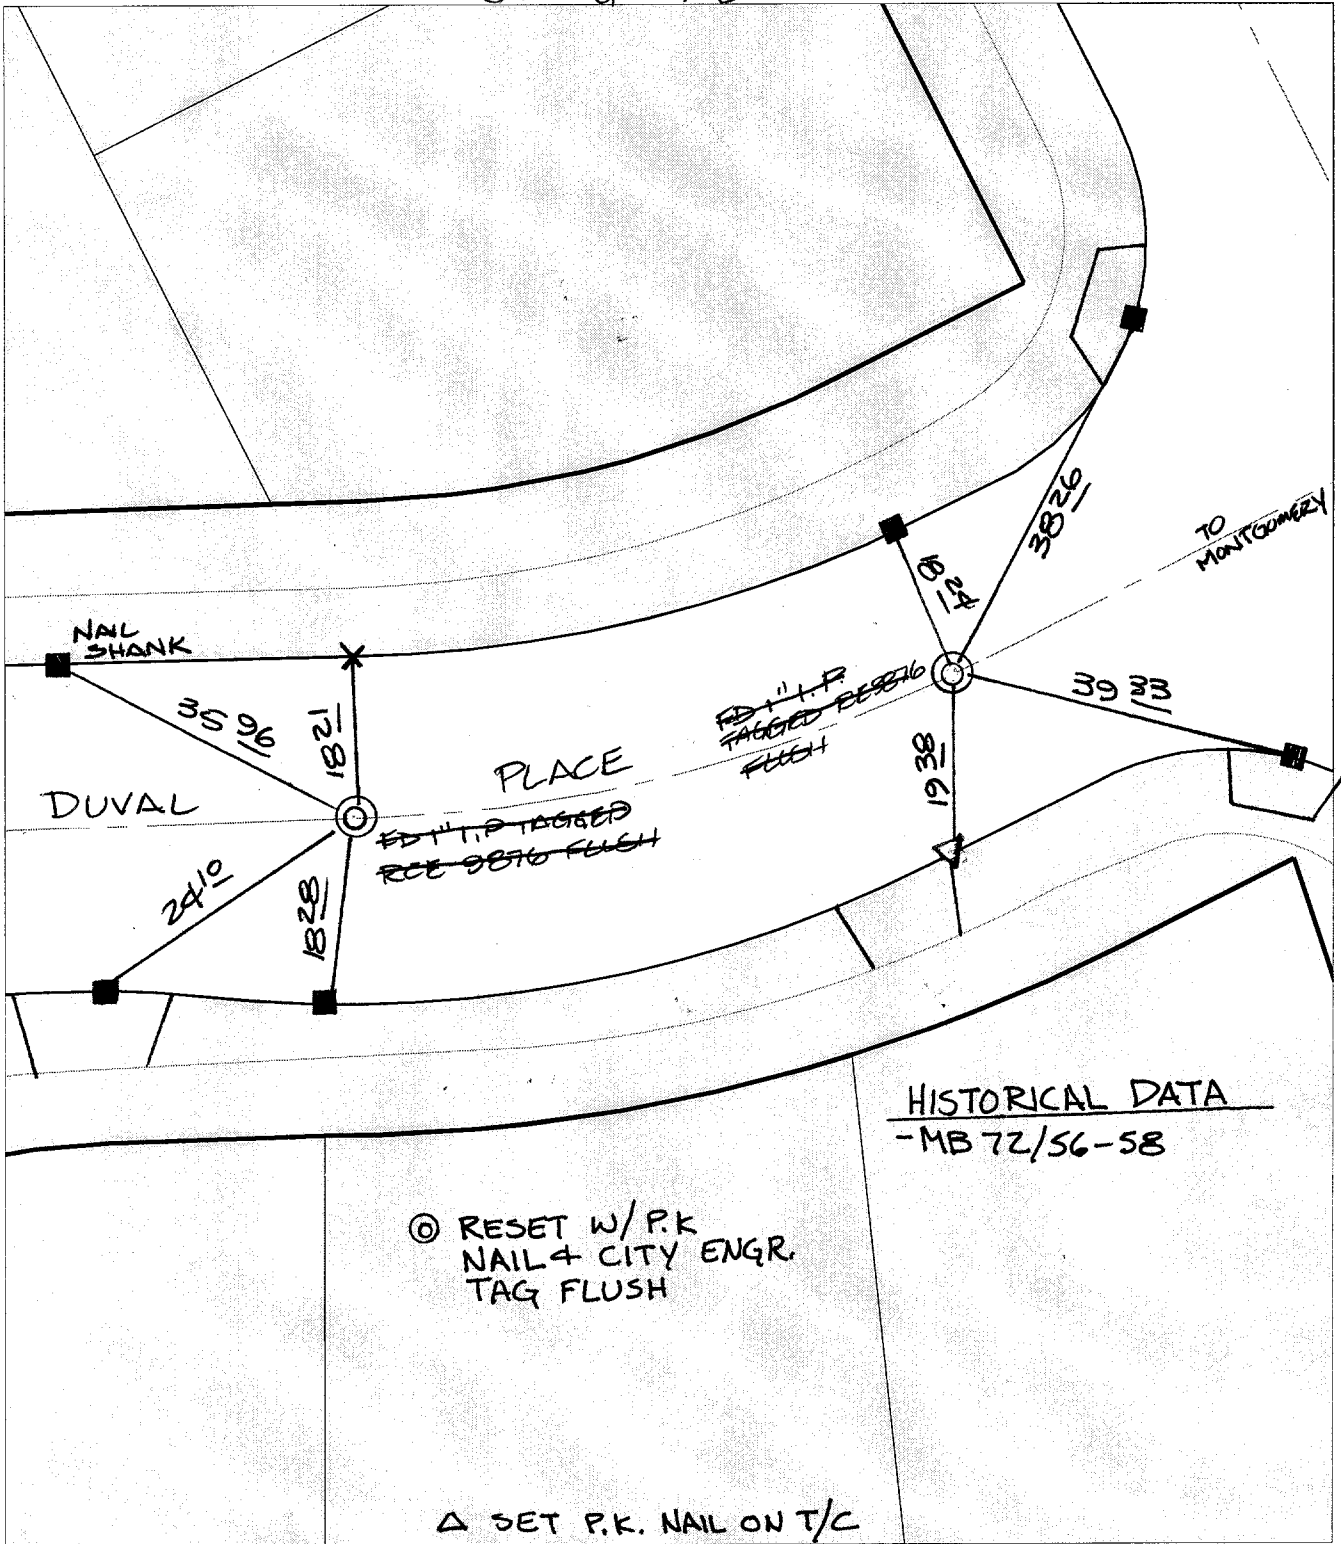 TO
MONTGOMERY
38 26
18 24
NAIL
SHANK
35 96
18 21
FD 1" I.P.
TAGGED RE 9876
FLUSH
39 33
19 38
PLACE
DUVAL
FD 1" I.P. TAGGED
RCE 9876 FLUSH
24 10
18 28
HISTORICAL DATA
-MB 72/56-58
RESET W/ P.K
NAIL & CITY ENGR.
TAG FLUSH
SET P.K. NAIL ON T/C